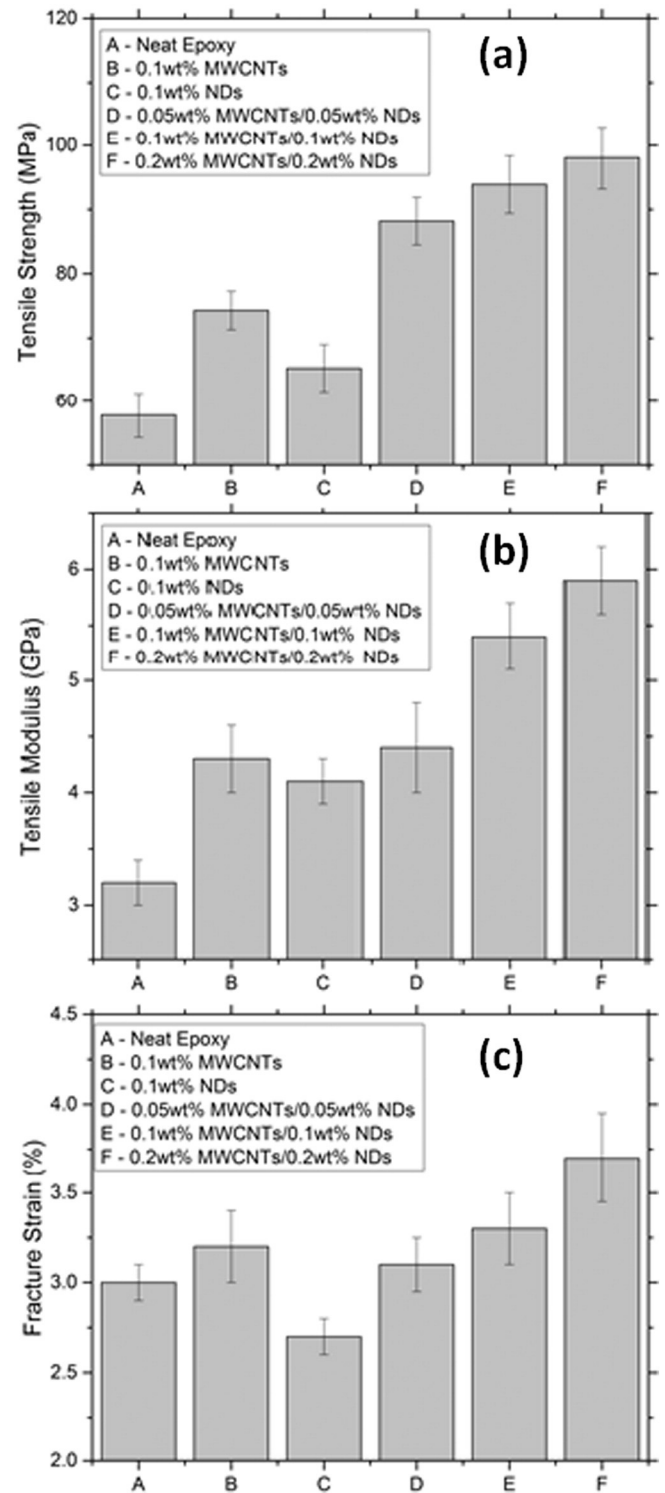 120
100
80
60
Tensile Strength (MPa)
A - Neat Epoxy
B - 0.1wt% MWCNTs
C - 0.1wt% NDs
D - 0.05wt% MWCNTs/0.05wt% NDs
E - 0.1wt% MWCNTs/0.1wt% NDs
F - 0.2wt% MWCNTs/0.2wt% NDs
(a)
A B C D E F
6
5
4
3
Tensile Modulus (GPa)
A - Neat Epoxy
B - 0.1wt% MWCNTs
C - 0.1wt% NDs
D - 0.05wt% MWCNTs/0.05wt% NDs
E - 0.1wt% MWCNTs/0.1wt% NDs
F - 0.2wt% MWCNTs/0.2wt% NDs
(b)
A B C D E F
4.5
4.0
3.5
3.0
2.5
2.0
Fracture Strain (%)
A - Neat Epoxy
B - 0.1wt% MWCNTs
C - 0.1wt% NDs
D - 0.05wt% MWCNTs/0.05wt% NDs
E - 0.1wt% MWCNTs/0.1wt% NDs
F - 0.2wt% MWCNTs/0.2wt% NDs
(c)
A B C D E F